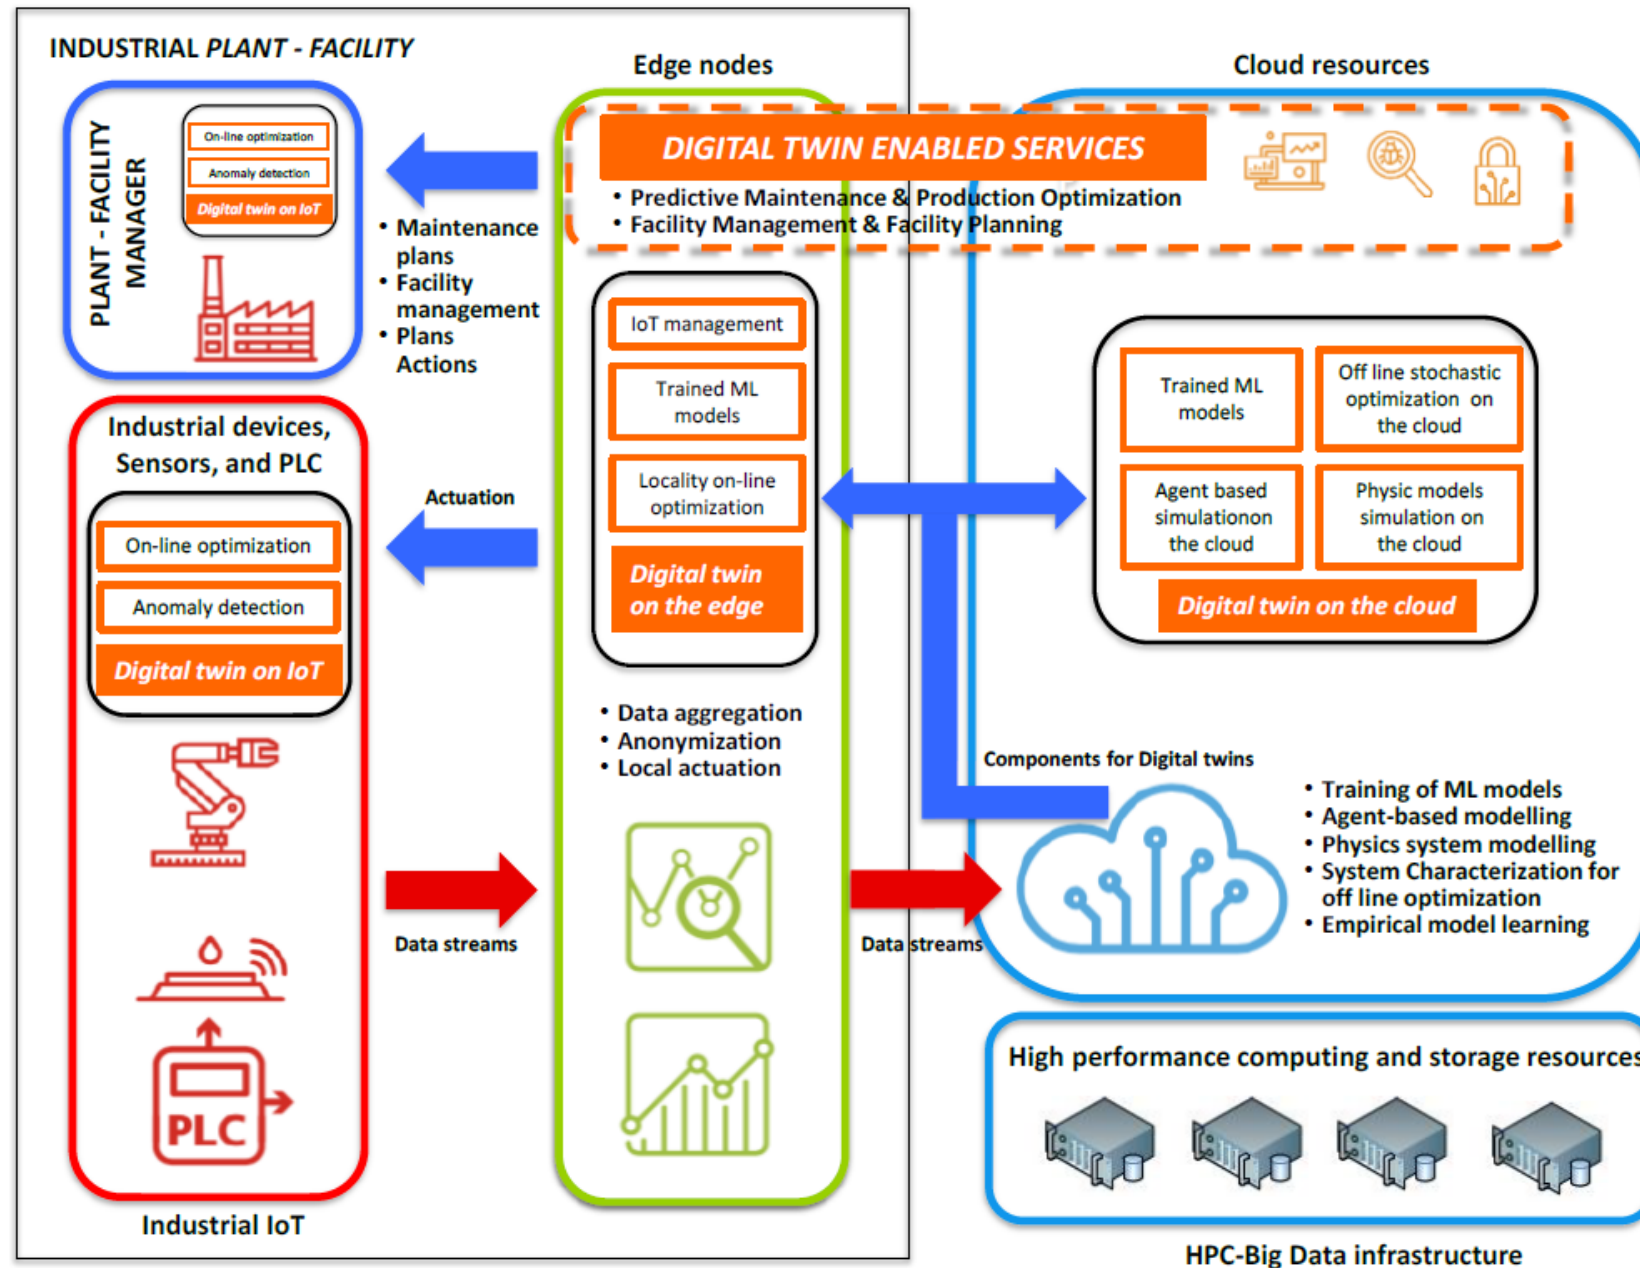 INDUSTRIAL PLANT - FACILITY
PLANT - FACILITY
MANAGER
On-line optimization
Anomaly detection
Digital twin on IoT
• Maintenance
plans
• Facility
management
• Plans
Actions
Industrial devices,
Sensors, and PLC
On-line optimization
Anomaly detection
Digital twin on IoT
PLC
Industrial IoT
Actuation
Data streams
Edge nodes
Cloud resources
DIGITAL TWIN ENABLED SERVICES
• Predictive Maintenance & Production Optimization
• Facility Management & Facility Planning
IoT management
Trained ML
models
Locality on-line
optimization
Digital twin
on the edge
• Data aggregation
• Anonymization
• Local actuation
Data streams
Trained ML
models
Off line stochastic
optimization on
the cloud
Agent based
simulationon
the cloud
Physic models
simulation on
the cloud
Digital twin on the cloud
Components for Digital twins
• Training of ML models
• Agent-based modelling
• Physics system modelling
• System Characterization for
off line optimization
• Empirical model learning
High performance computing and storage resources
HPC-Big Data infrastructure